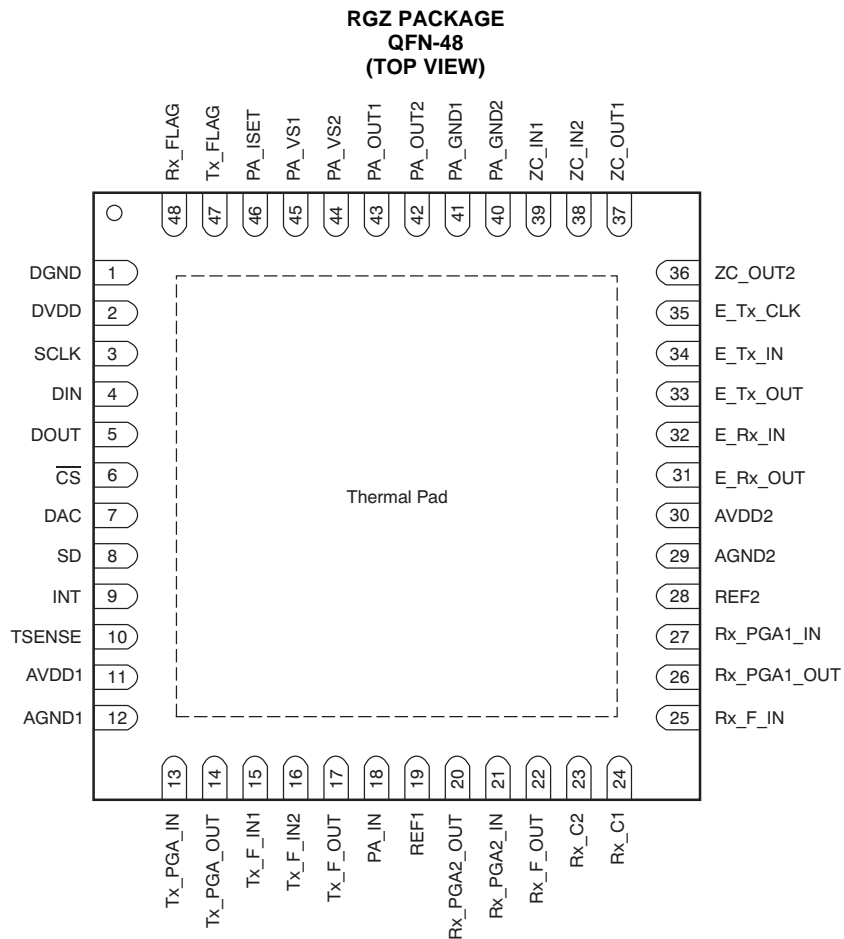 RGZ PACKAGE
QFN-48
(TOP VIEW)
Rx_FLAG
Tx_FLAG
PA_ISET
PA_VS1
PA_VS2
PA_OUT1
PA_OUT2
PA_GND1
PA_GND2
ZC_IN1
ZC_IN2
ZC_OUT1
48 47 46 45 44 43 42 41 40 39 38 37
DGND 1
DVDD 2
SCLK 3
DIN 4
DOUT 5
CS 6
DAC 7
SD 8
INT 9
TSENSE 10
AVDD1 11
AGND1 12
Thermal Pad
36 ZC_OUT2
35 E_Tx_CLK
34 E_Tx_IN
33 E_Tx_OUT
32 E_Rx_IN
31 E_Rx_OUT
30 AVDD2
29 AGND2
28 REF2
27 Rx_PGA1_IN
26 Rx_PGA1_OUT
25 Rx_F_IN
13 14 15 16 17 18 19 20 21 22 23 24
Tx_PGA_IN
Tx_PGA_OUT
Tx_F_IN1
Tx_F_IN2
Tx_F_OUT
PA_IN
REF1
Rx_PGA2_OUT
Rx_PGA2_IN
Rx_F_OUT
Rx_C2
Rx_C1